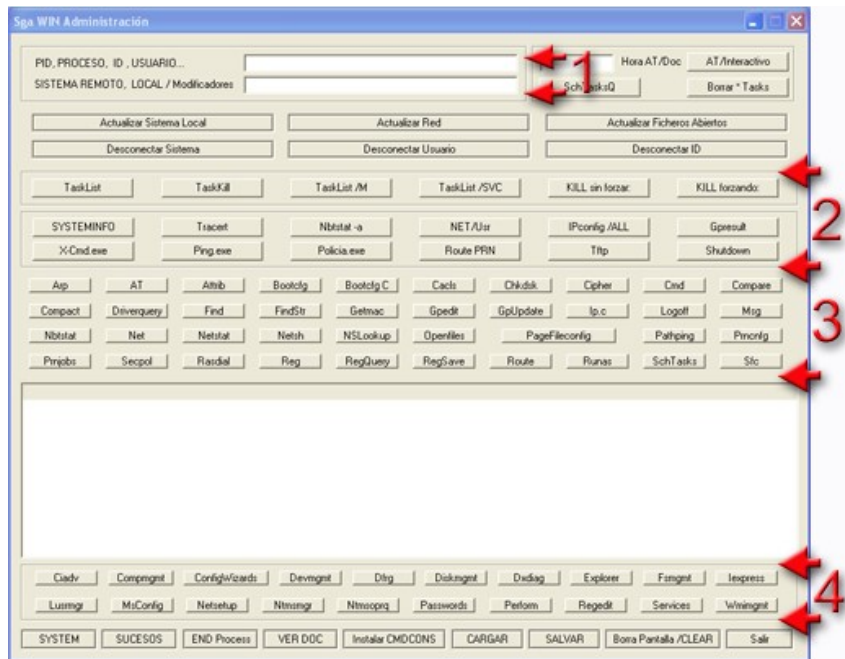 Sga WIN Administración
PID, PROCESO, ID , USUARIO...
Hora AT/Doc
AT/Interactivo
1
SISTEMA REMOTO, LOCAL / Modificadores
SchTasksQ
Borrar * Tasks
Actualizar Sistema Local
Actualizar Red
Actualizar Ficheros Abiertos
Desconectar Sistema
Desconectar Usuario
Desconectar ID
TaskList
TaskKill
TaskList /M
TaskList /SVC
KILL sin forzar:
KILL forzando:
2
SYSTEMINFO
Tracert
Nbtstat -a
NET/Usr
IPconfig /ALL
Gpresult
X-Cmd.exe
Ping.exe
Policia.exe
Route PRN
Tftp
Shutdown
Arp
AT
Attrib
Bootcfg
Bootcfg C
Cacls
Chkdsk
Cipher
Cmd
Compare
Compact
Driverquery
Find
FindStr
Getmac
Gpedit
GpUpdate
Ip.c
Logoff
Msg
3
Nbtstat
Net
Netstat
Netsh
NSLookup
Openfiles
PageFileconfig
Pathping
Prncnfg
Prnjobs
Secpol
Rasdial
Reg
RegQuery
RegSave
Route
Runas
SchTasks
Sfc
Ciadv
Compmgmt
ConfigWizards
Devmgmt
Dfrg
Diskmgmt
Dxdiag
Explorer
Fsmgmt
Iexpress
4
Lusrmgr
MsConfig
Netsetup
Ntmsmgr
Ntmsoprq
Passwords
Perfom
Regedit
Services
Wmimgmt
SYSTEM
SUCESOS
END Process
VER DOC
Instalar CMDCONS
CARGAR
SALVAR
Borra Pantalla /CLEAR
Salir